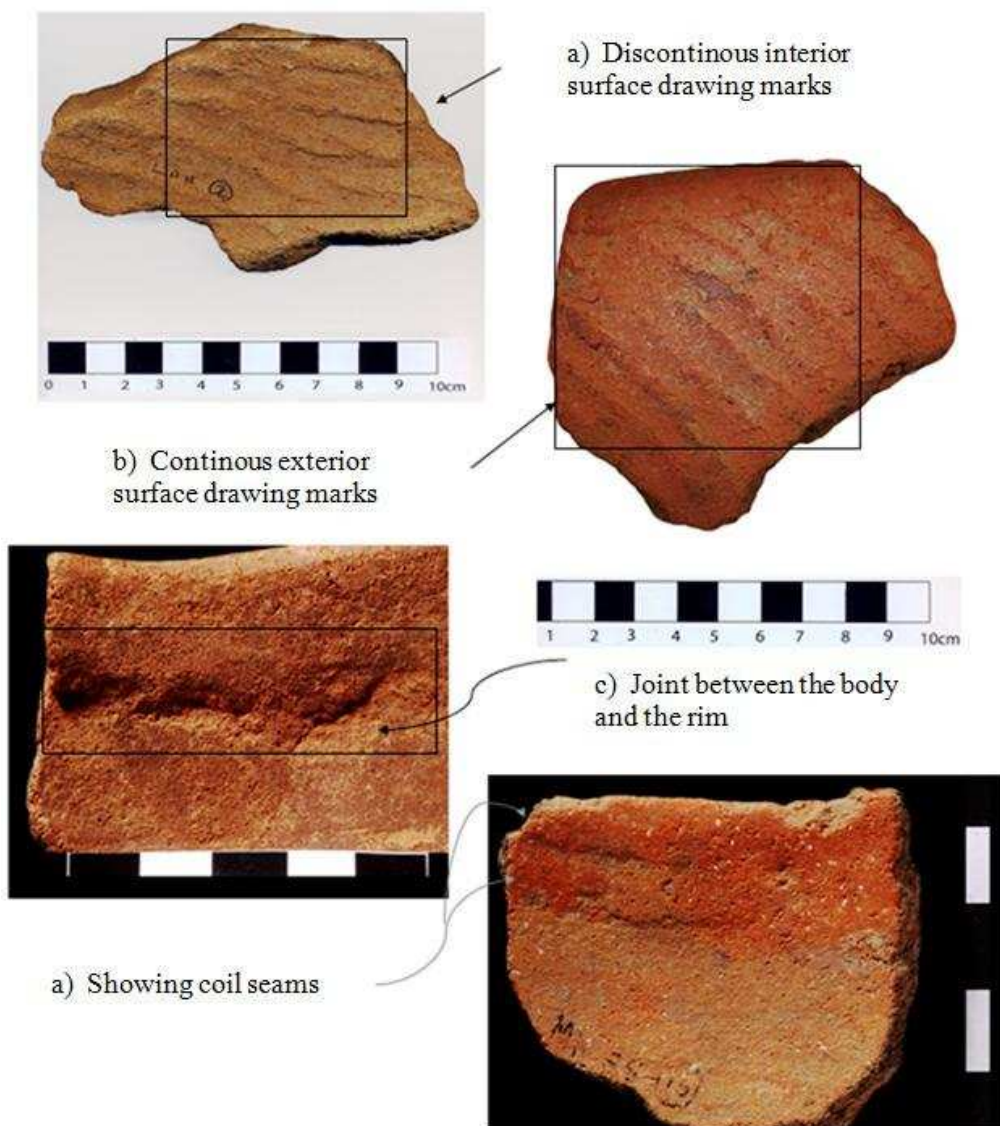 a) Discontinous interior
surface drawing marks
0 1 2 3 4 5 6 7 8 9 10cm
b) Continous exterior
surface drawing marks
1 2 3 4 5 6 7 8 9 10cm
c) Joint between the body
and the rim
a) Showing coil seams